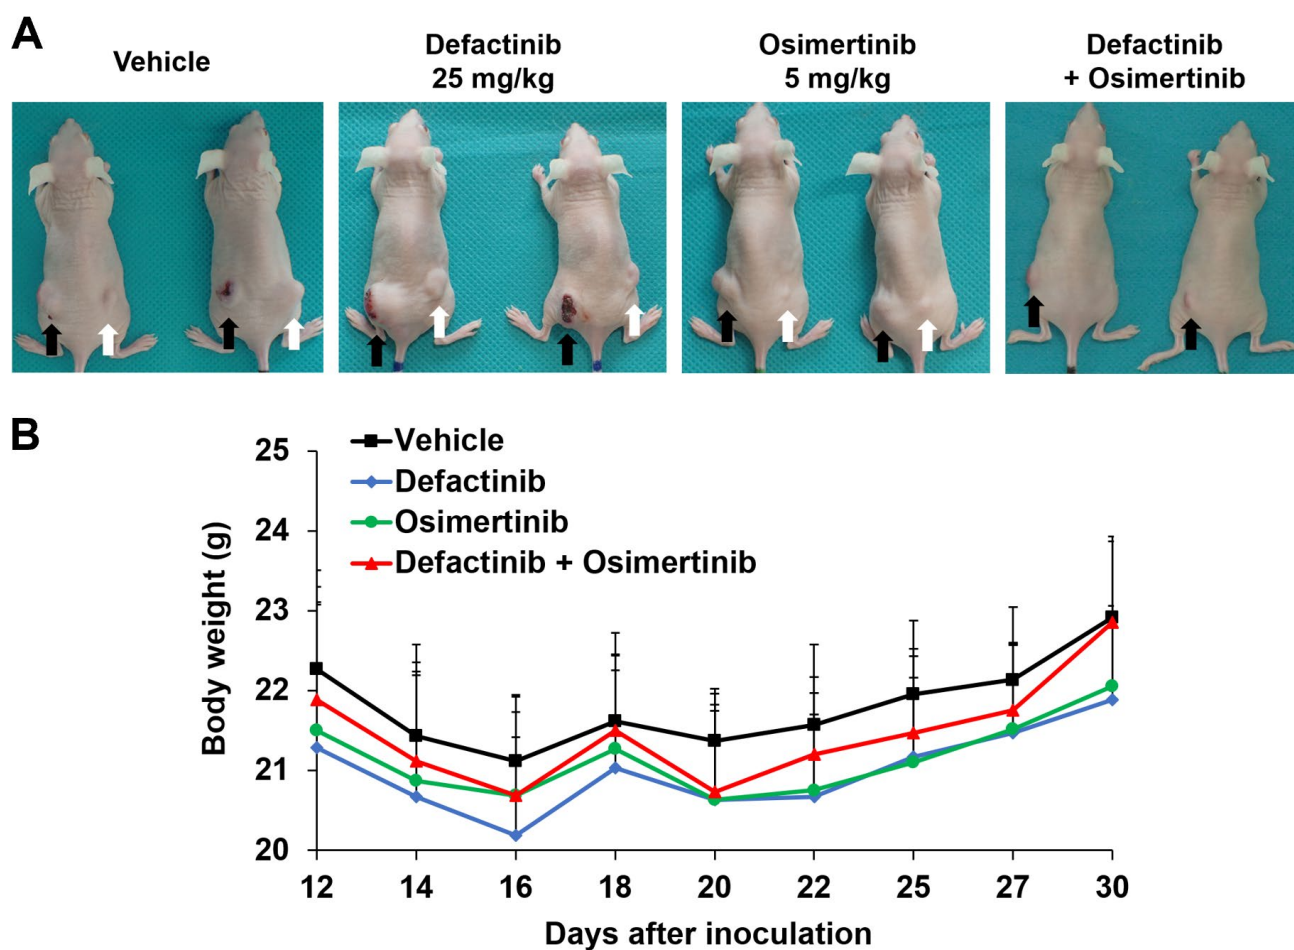 A
Vehicle
Defactinib
25 mg/kg
Osimertinib
5 mg/kg
Defactinib
+ Osimertinib
B
Vehicle
Defactinib
Osimertinib
Defactinib + Osimertinib
Body weight (g)
25
24
23
22
21
20
12 14 16 18 20 22 25 27 30
Days after inoculation